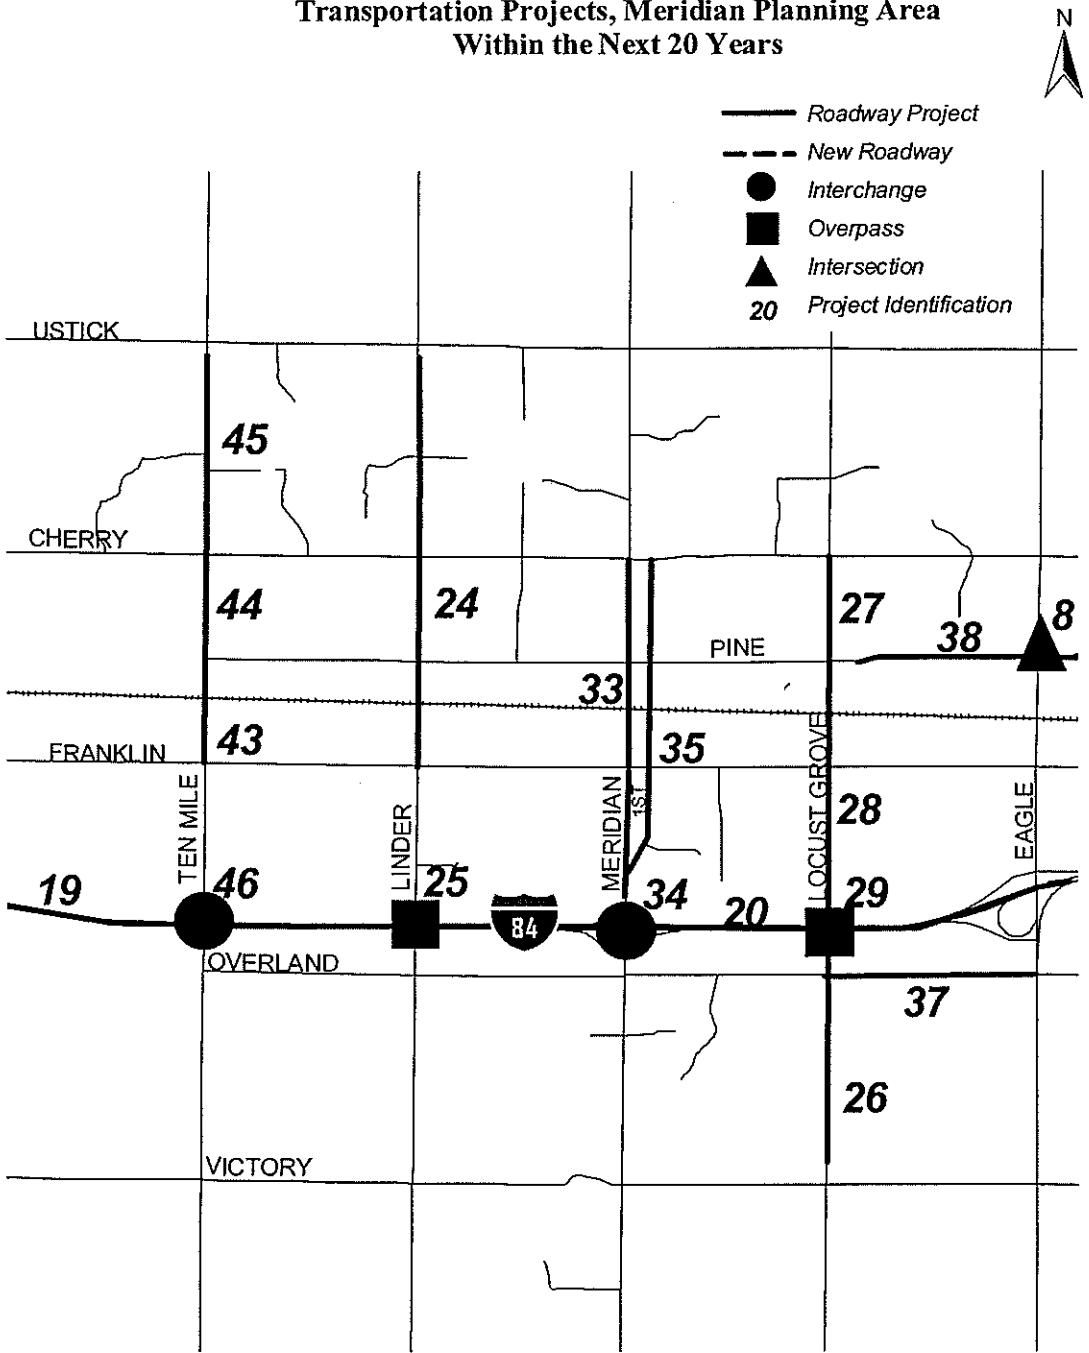 Transportation Projects, Meridian Planning Area
Within the Next 20 Years
N
Roadway Project
New Roadway
Interchange
Overpass
Intersection
20 Project Identification
USTICK
45
CHERRY
44
24
27
8
38
PINE
33
43
35
FRANKLIN
TEN MILE
LINDER
MERIDIAN
1ST
LOCUST GROVE
28
EAGLE
19
46
25
34
20
29
84
OVERLAND
37
26
VICTORY